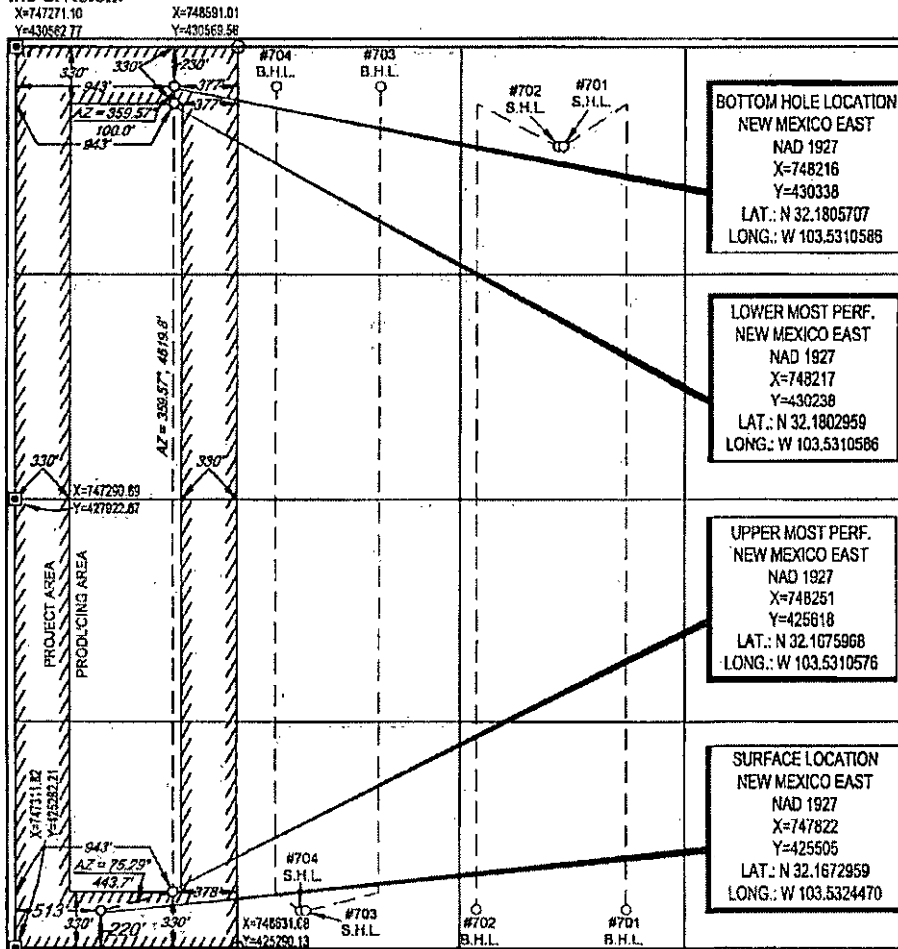 X=747271.10
Y=430562.77
X=748591.01
Y=430569.56
330'
330'
230'
943'
377'
377'
AZ = 359.57°
100.0'
943'
#704
B.H.L.
#703
B.H.L.
#702
S.H.L.
#701
S.H.L.
BOTTOM HOLE LOCATION
NEW MEXICO EAST
NAD 1927
X=748216
Y=430338
LAT.: N 32.1805707
LONG.: W 103.5310586
LOWER MOST PERF.
NEW MEXICO EAST
NAD 1927
X=748217
Y=430238
LAT.: N 32.1802959
LONG.: W 103.5310586
AZ = 359.57°, 4619.8'
330'
330'
X=747290.69
Y=427922.67
PROJECT AREA
PRODUCING AREA
UPPER MOST PERF.
NEW MEXICO EAST
NAD 1927
X=748251
Y=425618
LAT.: N 32.1675968
LONG.: W 103.5310576
X=747311.82
Y=425282.21
943'
AZ = 75.29°
443.7'
378'
513'
330'
220'
330'
#704
S.H.L.
#703
S.H.L.
X=748631.68
Y=425290.13
#702
B.H.L.
#701
B.H.L.
SURFACE LOCATION
NEW MEXICO EAST
NAD 1927
X=747822
Y=425505
LAT.: N 32.1672959
LONG.: W 103.5324470